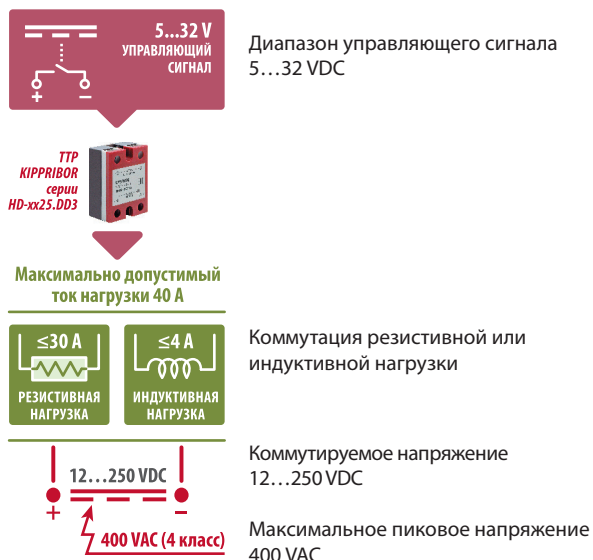 5...32 V
УПРАВЛЯЮЩИЙ
СИГНАЛ
+ −
Диапазон управляющего сигнала
5…32 VDC
ТТР
KIPPRIBOR
серии
HD-xx25.DD3
Максимально допустимый
ток нагрузки 40 А
≤30 А
РЕЗИСТИВНАЯ
НАГРУЗКА
≤4 А
ИНДУКТИВНАЯ
НАГРУЗКА
Коммутация резистивной или
индуктивной нагрузки
12…250 VDC
+ −
400 VAC (4 класс)
Коммутируемое напряжение
12…250 VDC
Максимальное пиковое напряжение
400 VAC